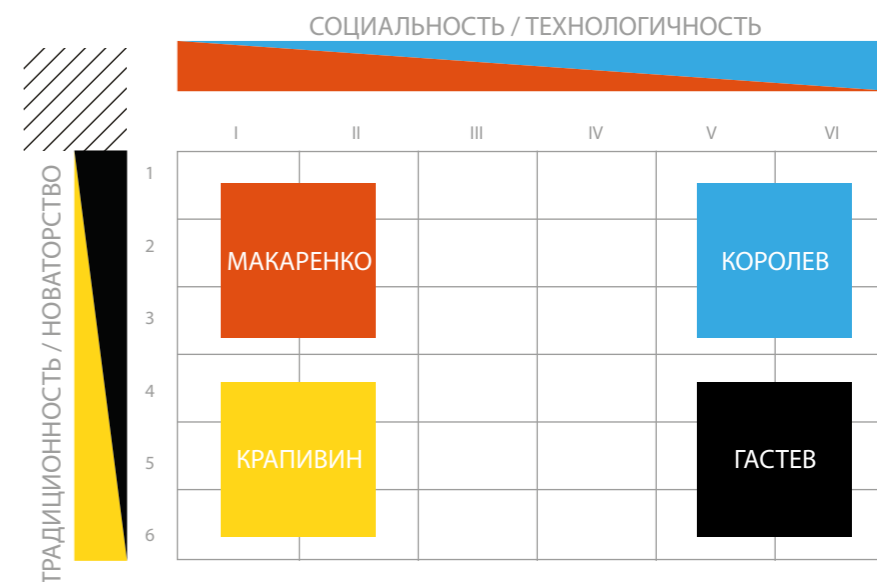 СОЦИАЛЬНОСТЬ / ТЕХНОЛОГИЧНОСТЬ
I II III IV V VI
ТРАДИЦИОННОСТЬ / НОВАТОРСТВО
1
2
3
4
5
6
МАКАРЕНКО КОРОЛЕВ
КРАПИВИН ГАСТЕВ